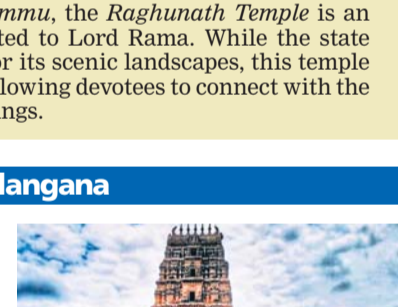 mmu, the Raghunath Temple is an
ted to Lord Rama. While the state
or its scenic landscapes, this temple
lowing devotees to connect with the
ngs.
langana